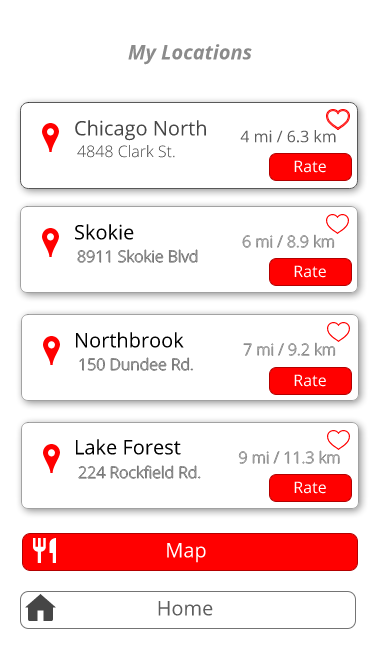 My Locations
Chicago North
4 mi / 6.3 km
4848 Clark St.
Rate
Skokie
6 mi / 8.9 km
8911 Skokie Blvd
Rate
Northbrook
7 mi / 9.2 km
150 Dundee Rd.
Rate
Lake Forest
9 mi / 11.3 km
224 Rockfield Rd.
Rate
Map
Home